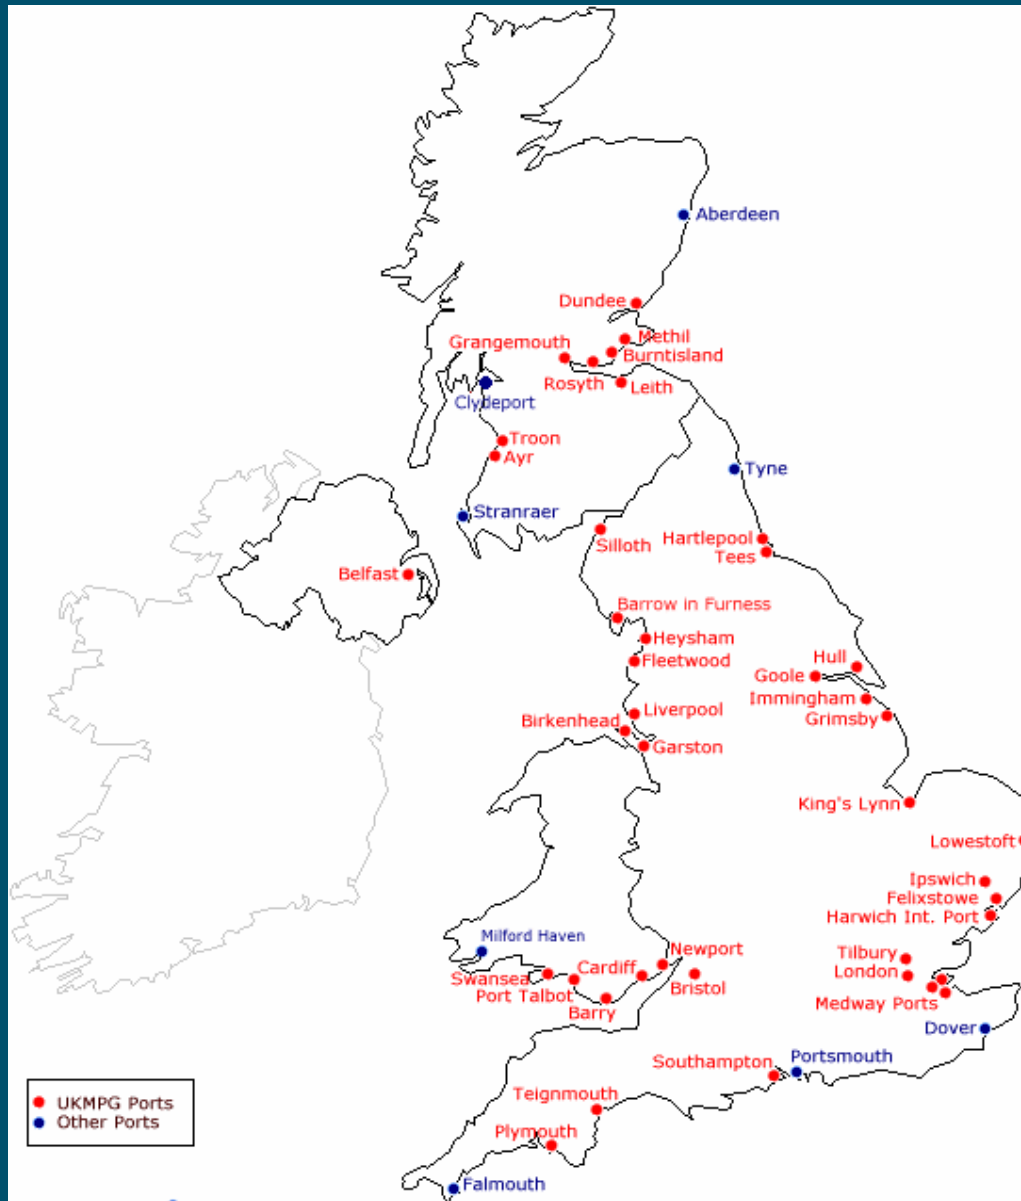 Aberdeen
Dundee
Methil
Grangemouth
Burntisland
Rosyth
Leith
Clydeport
Troon
Ayr
Tyne
Stranraer
Silloth
Hartlepool
Tees
Belfast
Barrow in Furness
Heysham
Fleetwood
Hull
Goole
Immingham
Liverpool
Grimsby
Birkenhead
Garston
King's Lynn
Lowestoft
Ipswich
Felixstowe
Harwich Int. Port
Milford Haven
Newport
Tilbury
Cardiff
London
Swansea
Bristol
Port Talbot
Medway Ports
Barry
Dover
Portsmouth
Southampton
Teignmouth
UKMPG Ports
Other Ports
Plymouth
Falmouth